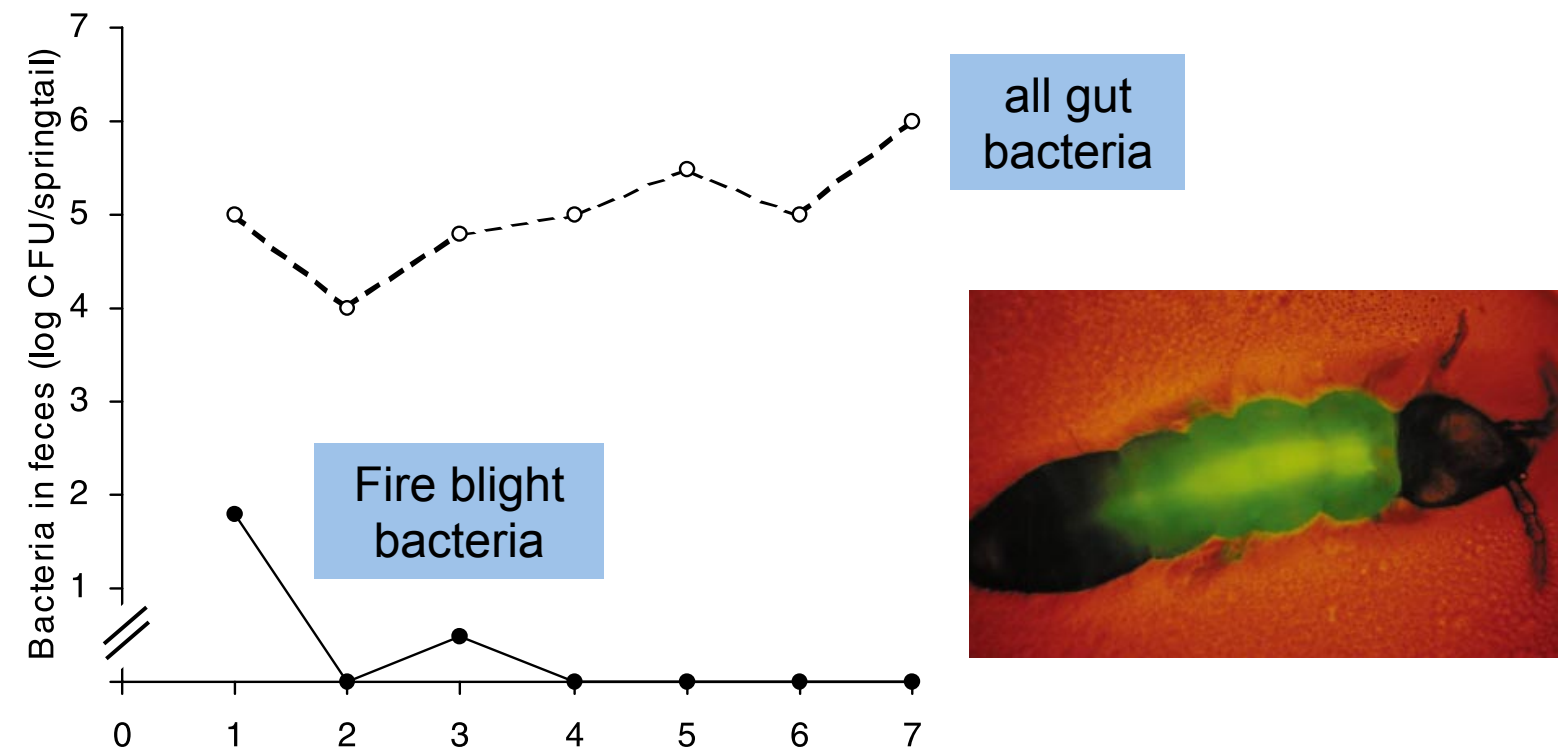 Bacteria in feces (log CFU/springtail)
7
6
5
4
3
2
1
all gut
bacteria
Fire blight
bacteria
0 1 2 3 4 5 6 7